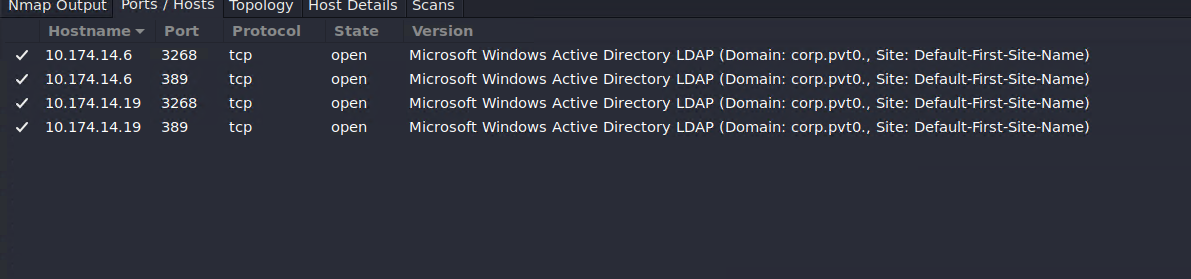 Nmap Output Ports / Hosts Topology Host Details Scans
Hostname Port Protocol State Version
10.174.14.6 3268 tcp open Microsoft Windows Active Directory LDAP (Domain: corp.pvt0., Site: Default-First-Site-Name)
10.174.14.6 389 tcp open Microsoft Windows Active Directory LDAP (Domain: corp.pvt0., Site: Default-First-Site-Name)
10.174.14.19 3268 tcp open Microsoft Windows Active Directory LDAP (Domain: corp.pvt0., Site: Default-First-Site-Name)
10.174.14.19 389 tcp open Microsoft Windows Active Directory LDAP (Domain: corp.pvt0., Site: Default-First-Site-Name)